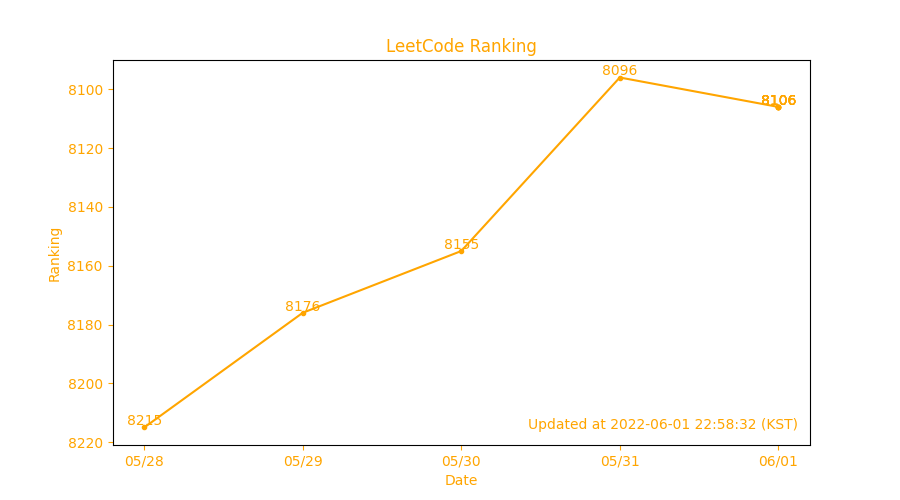 LeetCode Ranking
8096
8100
8106
8120
8140
8155
8160
Ranking
8176
8180
8200
8215
Updated at 2022-06-01 22:58:32 (KST)
8220
05/28 05/29 05/30 05/31 06/01
Date